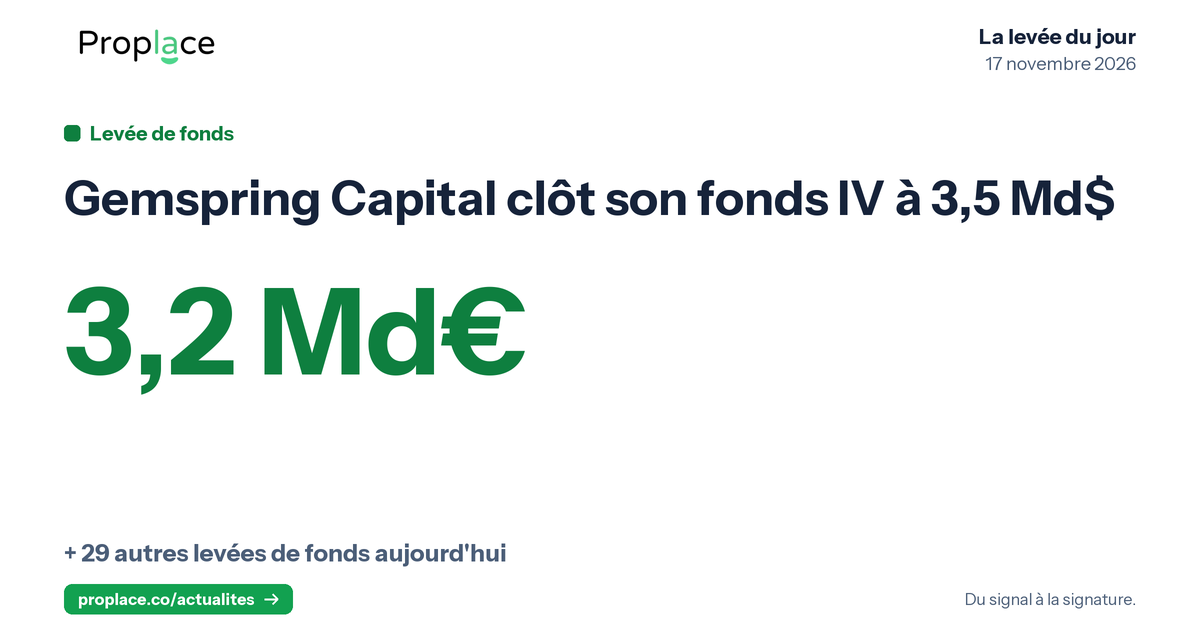 Proplace
La levée du jour
17 novembre 2026
Levée de fonds
Gemspring Capital clôt son fonds IV à 3,5 Md$
3,2 Md€
+ 29 autres levées de fonds aujourd'hui
proplace.co/actualites →
Du signal à la signature.